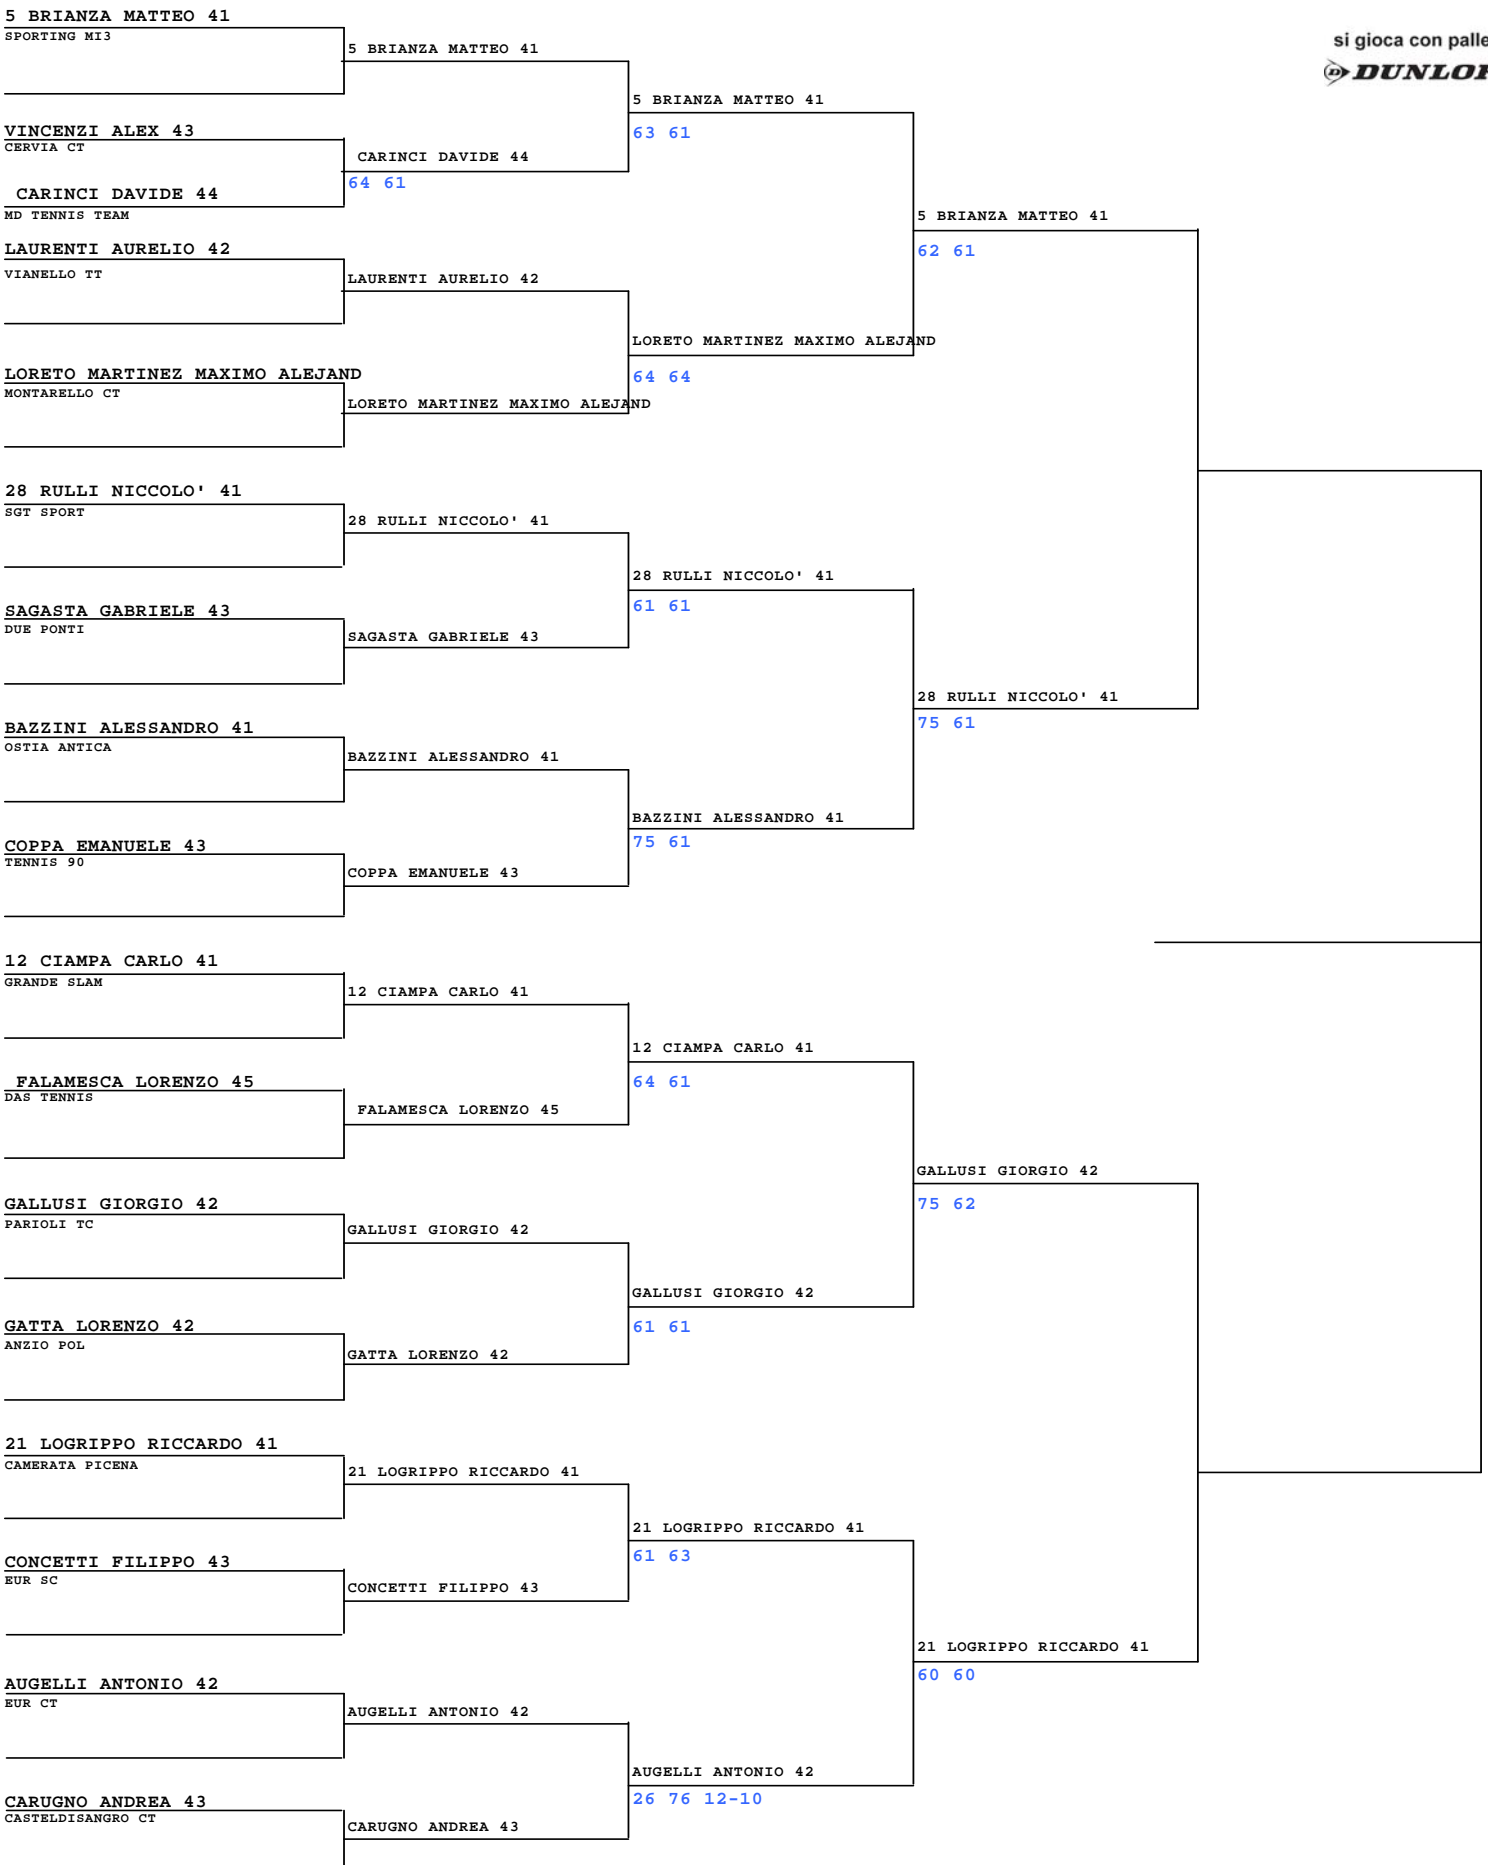 5 BRIANZA MATTEO 41
SPORTING MI3
VINCENZI ALEX 43
CERVIA CT
CARINCI DAVIDE 44
MD TENNIS TEAM
LAURENTI AURELIO 42
VIANELLO TT
LORETO MARTINEZ MAXIMO ALEJAND
MONTARELLO CT
28 RULLI NICCOLO' 41
SGT SPORT
SAGASTA GABRIELE 43
DUE PONTI
BAZZINI ALESSANDRO 41
OSTIA ANTICA
COPPA EMANUELE 43
TENNIS 90
12 CIAMPA CARLO 41
GRANDE SLAM
FALAMESCA LORENZO 45
DAS TENNIS
GALLUSI GIORGIO 42
PARIOLI TC
GATTA LORENZO 42
ANZIO POL
21 LOGRIPPO RICCARDO 41
CAMERATA PICENA
CONCETTI FILIPPO 43
EUR SC
AUGELLI ANTONIO 42
EUR CT
CARUGNO ANDREA 43
CASTELDISANGRO CT
5 BRIANZA MATTEO 41
CARINCI DAVIDE 44
64 61
LAURENTI AURELIO 42
LORETO MARTINEZ MAXIMO ALEJAND
28 RULLI NICCOLO' 41
SAGASTA GABRIELE 43
BAZZINI ALESSANDRO 41
COPPA EMANUELE 43
12 CIAMPA CARLO 41
FALAMESCA LORENZO 45
GALLUSI GIORGIO 42
GATTA LORENZO 42
21 LOGRIPPO RICCARDO 41
CONCETTI FILIPPO 43
AUGELLI ANTONIO 42
CARUGNO ANDREA 43
5 BRIANZA MATTEO 41
63 61
LORETO MARTINEZ MAXIMO ALEJAND
64 64
28 RULLI NICCOLO' 41
61 61
BAZZINI ALESSANDRO 41
75 61
12 CIAMPA CARLO 41
64 61
GALLUSI GIORGIO 42
61 61
21 LOGRIPPO RICCARDO 41
61 63
AUGELLI ANTONIO 42
26 76 12-10
5 BRIANZA MATTEO 41
62 61
28 RULLI NICCOLO' 41
75 61
GALLUSI GIORGIO 42
75 62
21 LOGRIPPO RICCARDO 41
60 60
si gioca con palle
DUNLOP